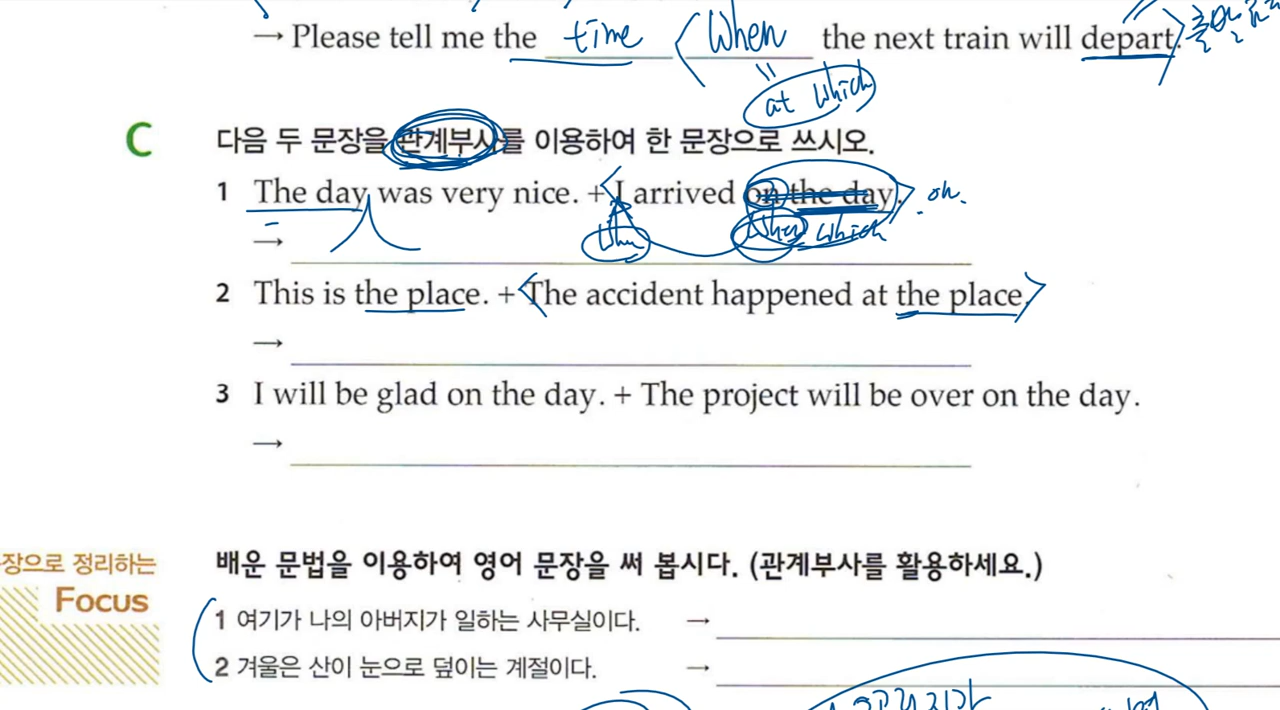 → Please tell me the time when the next train will depart.
at which
C 다음 두 문장을 관계부사를 이용하여 한 문장으로 쓰시오.
1 The day was very nice. + I arrived on the day. on.
→ when when which
2 This is the place. + The accident happened at the place.
→
3 I will be glad on the day. + The project will be over on the day.
→
장으로 정리하는
Focus
배운 문법을 이용하여 영어 문장을 써 봅시다. (관계부사를 활용하세요.)
1 여기가 나의 아버지가 일하는 사무실이다. →
2 겨울은 산이 눈으로 덮이는 계절이다. →